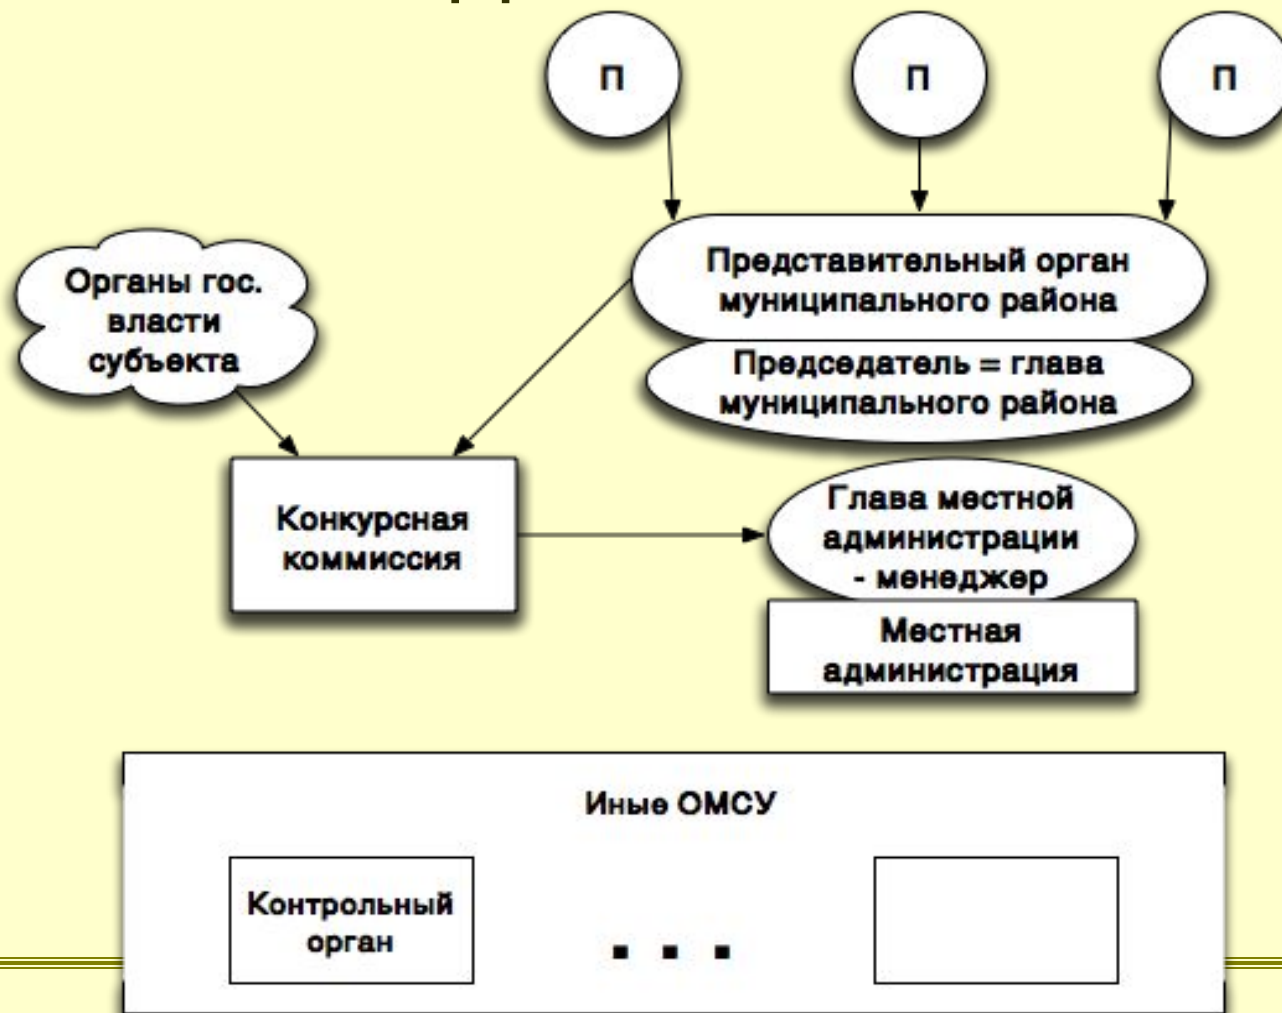 П
П
П
Органы гос.
власти
субъекта
Представительный орган
муниципального района
Председатель = глава
муниципального района
Конкурсная
коммиссия
Глава местной
администрации
- менеджер
Местная
администрация
Иные ОМСУ
Контрольный
орган
. . .